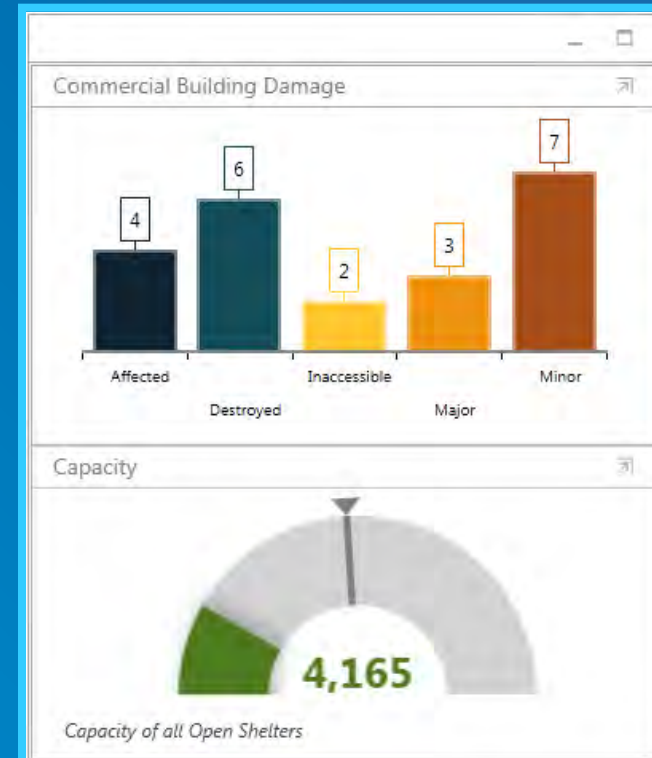 Commercial Building Damage
7
6
4
3
2
Affected
Inaccessible
Minor
Destroyed
Major
Capacity
4,165
Capacity of all Open Shelters